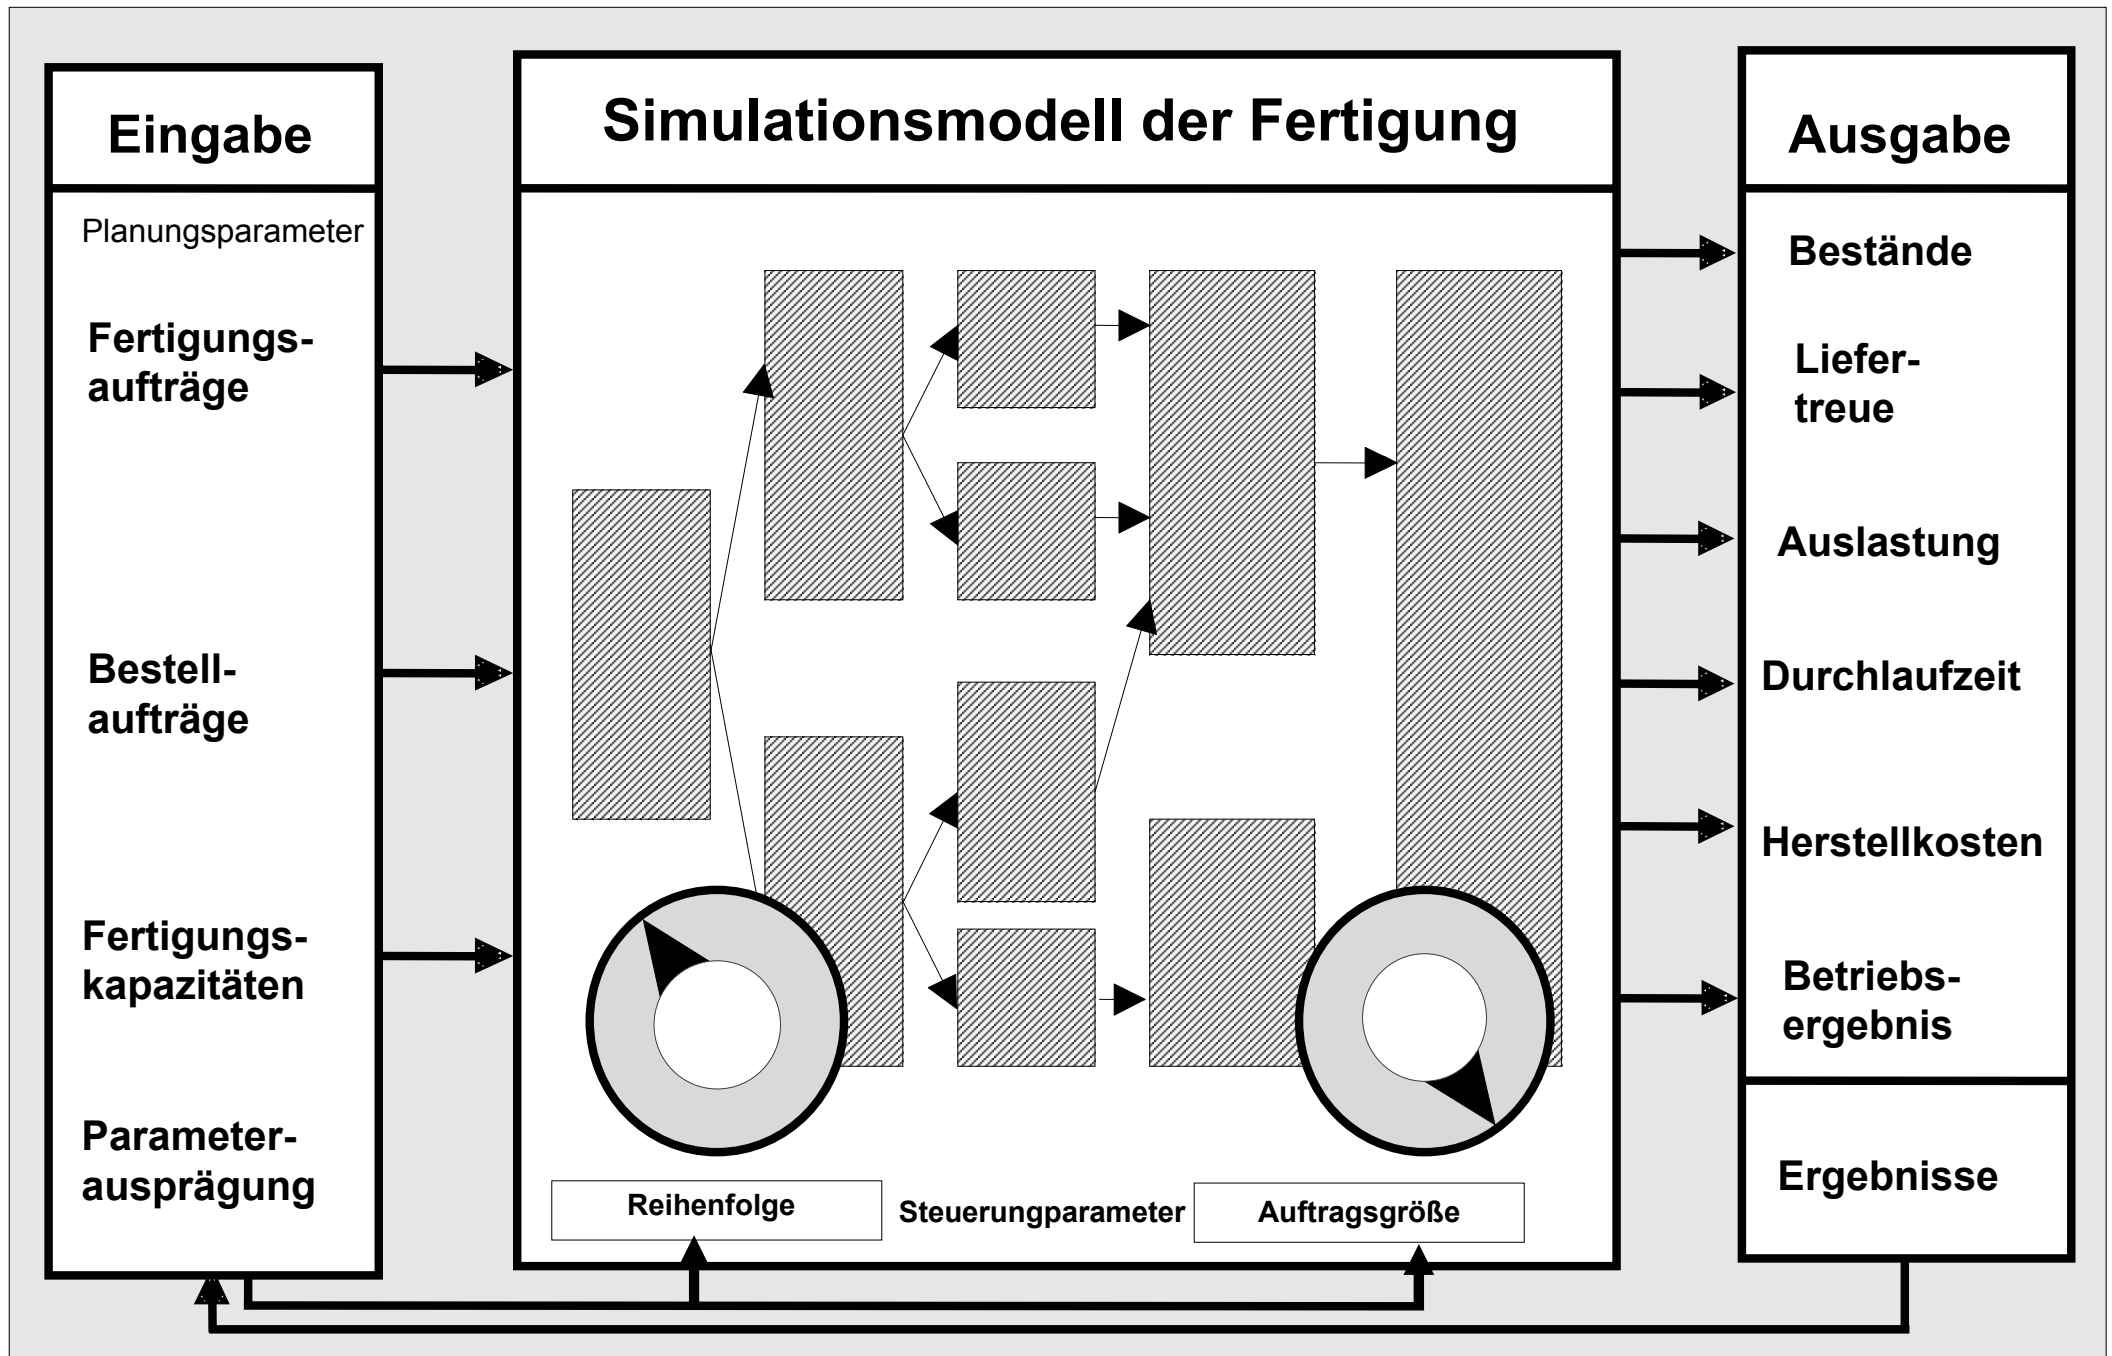 Eingabe
Planungsparameter
Fertigungs-
aufträge
Bestell-
aufträge
Fertigungs-
kapazitäten
Parameter-
ausprägung
Simulationsmodell der Fertigung
Reihenfolge
Steuerungparameter
Auftragsgröße
Ausgabe
Bestände
Liefer-
treue
Auslastung
Durchlaufzeit
Herstellkosten
Betriebs-
ergebnis
Ergebnisse